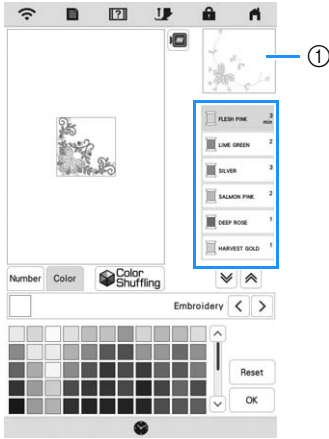 [?]
①
FLESH PINK 3 min
LIME GREEN 2
SILVER 3
SALMON PINK 2
DEEP ROSE 1
HARVEST GOLD 1
Number Color Color Shuffling
Embroidery < >
Reset
OK